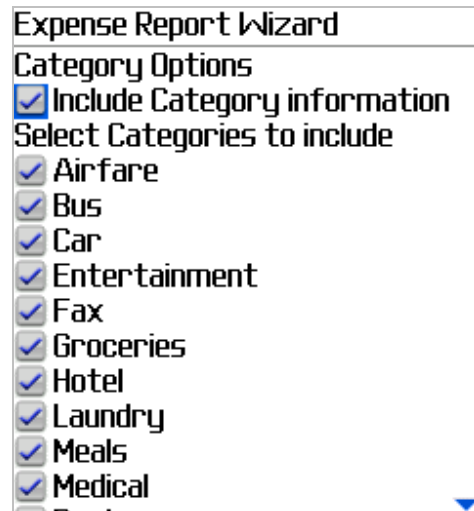 Expense Report Wizard
Category Options
Include Category information
Select Categories to include
Airfare
Bus
Car
Entertainment
Fax
Groceries
Hotel
Laundry
Meals
Medical